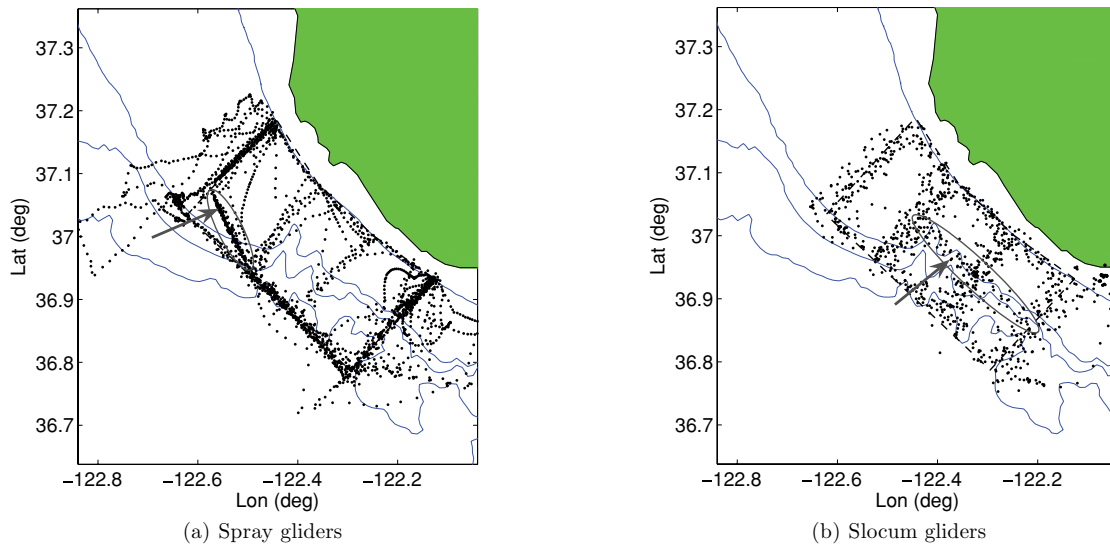 37.3
37.2
37.1
37
36.9
36.8
36.7
Lat (deg)
−122.8 −122.6 −122.4 −122.2
Lon (deg)
(a) Spray gliders
37.3
37.2
37.1
37
36.9
36.8
36.7
Lat (deg)
−122.8 −122.6 −122.4 −122.2
Lon (deg)
(b) Slocum gliders